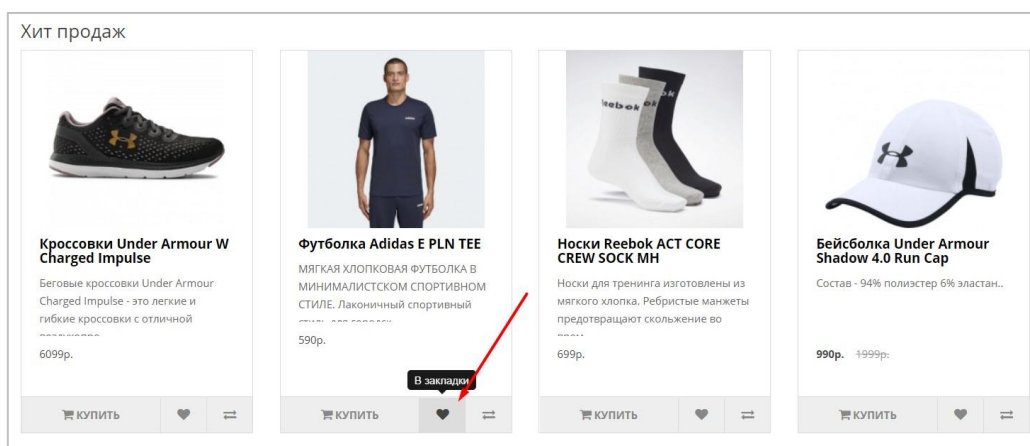 Хит продаж
Reebok
Кроссовки Under Armour W
Charged Impulse
Беговые кроссовки Under Armour
Charged Impulse - это легкие и
гибкие кроссовки с отличной
6099р.
КУПИТЬ
Футболка Adidas E PLN TEE
МЯГКАЯ ХЛОПКОВАЯ ФУТБОЛКА В
МИНИМАЛИСТСКОМ СПОРТИВНОМ
СТИЛЕ. Лаконичный спортивный
590р.
В закладки
КУПИТЬ
Носки Reebok ACT CORE
CREW SOCK MH
Носки для тренинга изготовлены из
мягкого хлопка. Ребристые манжеты
предотвращают скольжение во
699р.
КУПИТЬ
Бейсболка Under Armour
Shadow 4.0 Run Cap
Состав - 94% полиэстер 6% эластан..
990р. 1999р.
КУПИТЬ